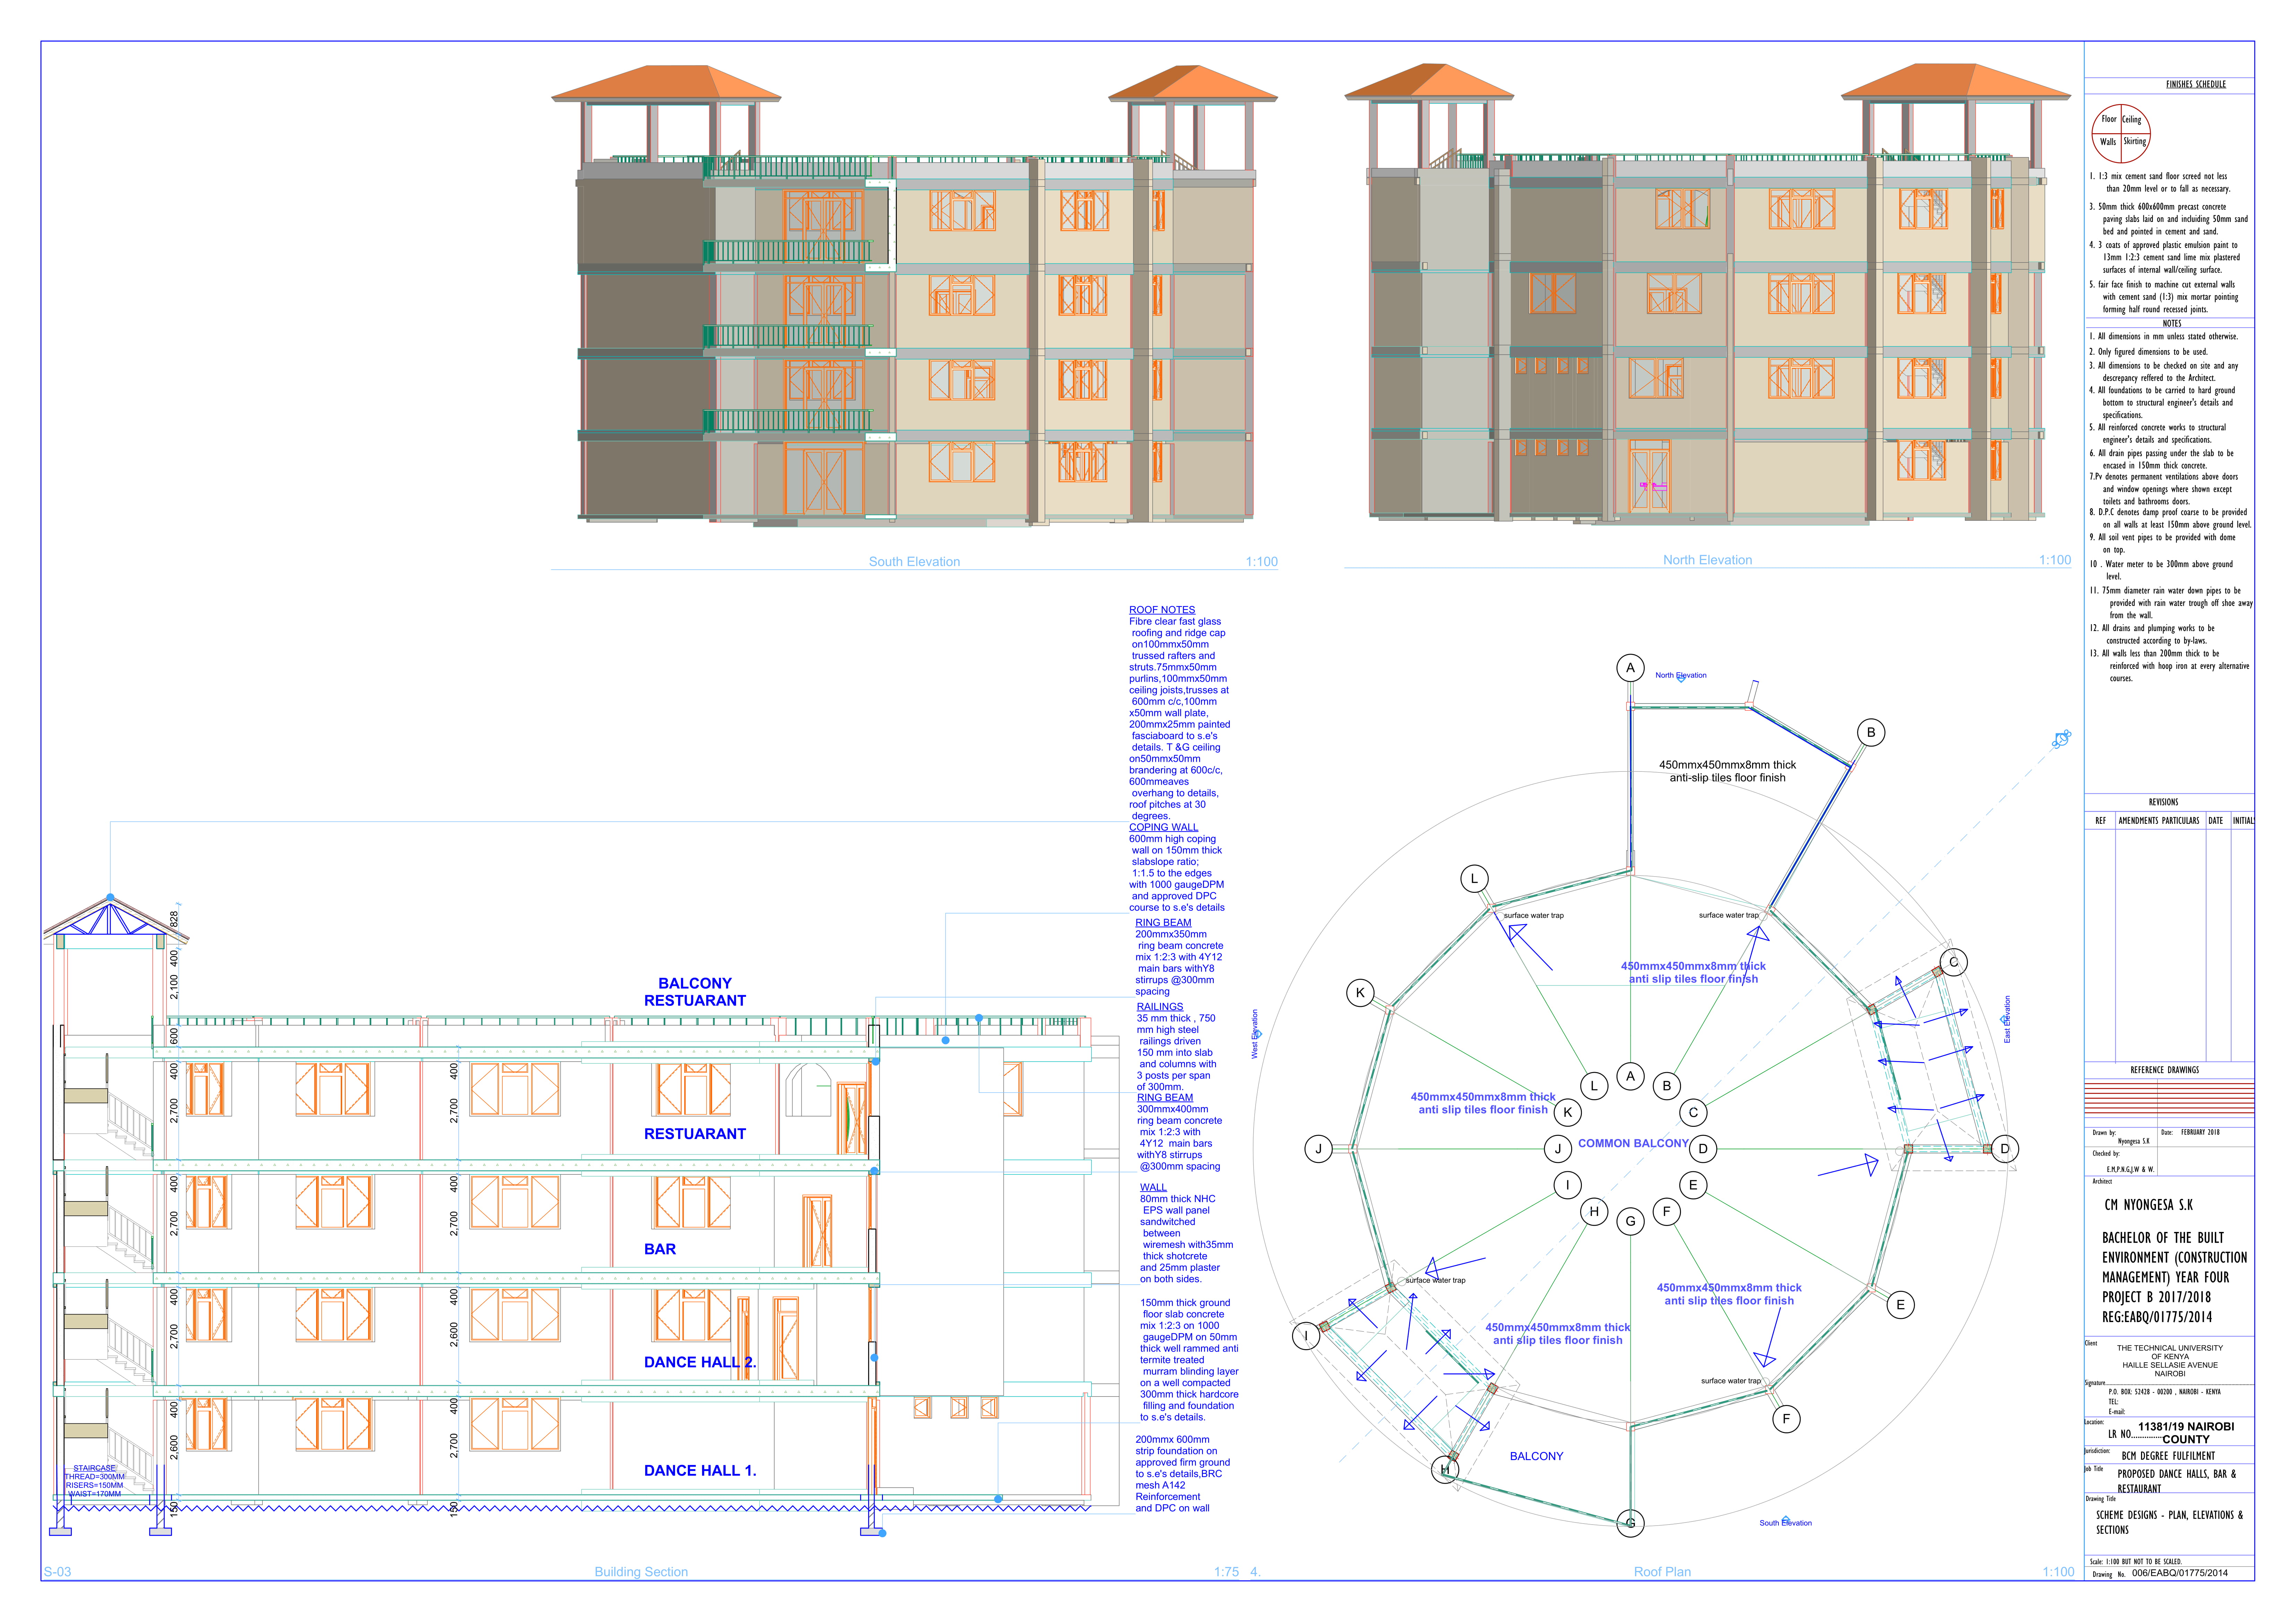 South Elevation
1:100
North Elevation
1:100
ROOF NOTES
Fibre clear fast glass
roofing and ridge cap
on100mmx50mm
trussed rafters and
struts.75mmx50mm
purlins,100mmx50mm
ceiling joists,trusses at
600mm c/c,100mm
x50mm wall plate,
200mmx25mm painted
fasciaboard to s.e's
details. T &G ceiling
on50mmx50mm
brandering at 600c/c,
600mmeaves
overhang to details,
roof pitches at 30
degrees.
COPING WALL
600mm high coping
wall on 150mm thick
slabslope ratio;
1:1.5 to the edges
with 1000 gaugeDPM
and approved DPC
course to s.e's details
RING BEAM
200mmx350mm
ring beam concrete
mix 1:2:3 with 4Y12
main bars withY8
stirrups @300mm
spacing
RAILINGS
35 mm thick , 750
mm high steel
railings driven
150 mm into slab
and columns with
3 posts per span
of 300mm.
RING BEAM
300mmx400mm
ring beam concrete
mix 1:2:3 with
4Y12 main bars
withY8 stirrups
@300mm spacing
WALL
80mm thick NHC
EPS wall panel
sandwitched
between
wiremesh with35mm
thick shotcrete
and 25mm plaster
on both sides.
150mm thick ground
floor slab concrete
mix 1:2:3 on 1000
gaugeDPM on 50mm
thick well rammed anti
termite treated
murram blinding layer
on a well compacted
300mm thick hardcore
filling and foundation
to s.e's details.
200mmx 600mm
strip foundation on
approved firm ground
to s.e's details,BRC
mesh A142
Reinforcement
and DPC on wall
828
400
2,100
600
400
2,700
400
2,700
400
2,700
400
2,600
150
400
2,700
400
2,700
400
2,600
400
2,700
150
BALCONY
RESTUARANT
RESTUARANT
BAR
DANCE HALL 2.
DANCE HALL 1.
STAIRCASE
THREAD=300MM
RISERS=150MM
WAIST=170MM
S-03
Building Section
1:75
4.
Roof Plan
1:100
A
North Elevation
B
450mmx450mmx8mm thick
anti-slip tiles floor finish
L
surface water trap
surface water trap
C
450mmx450mmx8mm thick
anti slip tiles floor finish
K
West Elevation
East Elevation
A
L
B
450mmx450mmx8mm thick
anti slip tiles floor finish
K
C
J
J
COMMON BALCONY
D
D
I
E
H
F
G
surface water trap
450mmx450mmx8mm thick
anti slip tiles floor finish
E
I
450mmx450mmx8mm thick
anti slip tiles floor finish
surface water trap
F
BALCONY
H
G
South Elevation
FINISHES SCHEDULE
Floor
Ceiling
Walls
Skirting
1. 1:3 mix cement sand floor screed not less
than 20mm level or to fall as necessary.
3. 50mm thick 600x600mm precast concrete
paving slabs laid on and incluiding 50mm sand
bed and pointed in cement and sand.
4. 3 coats of approved plastic emulsion paint to
13mm 1:2:3 cement sand lime mix plastered
surfaces of internal wall/ceiling surface.
5. fair face finish to machine cut external walls
with cement sand (1:3) mix mortar pointing
forming half round recessed joints.
NOTES
1. All dimensions in mm unless stated otherwise.
2. Only figured dimensions to be used.
3. All dimensions to be checked on site and any
descrepancy reffered to the Architect.
4. All foundations to be carried to hard ground
bottom to structural engineer's details and
specifications.
5. All reinforced concrete works to structural
engineer's details and specifications.
6. All drain pipes passing under the slab to be
encased in 150mm thick concrete.
7.Pv denotes permanent ventilations above doors
and window openings where shown except
toilets and bathrooms doors.
8. D.P.C denotes damp proof coarse to be provided
on all walls at least 150mm above ground level.
9. All soil vent pipes to be provided with dome
on top.
10 . Water meter to be 300mm above ground
level.
11. 75mm diameter rain water down pipes to be
provided with rain water trough off shoe away
from the wall.
12. All drains and plumping works to be
constructed according to by-laws.
13. All walls less than 200mm thick to be
reinforced with hoop iron at every alternative
courses.
REVISIONS
REF
AMENDMENTS PARTICULARS
DATE
INITIAL
REFERENCE DRAWINGS
Drawn by:
Nyongesa S.K
Date: FEBRUARY 2018
Checked by:
E.M,P.N.G,J.W & W.
Architect
CM NYONGESA S.K
BACHELOR OF THE BUILT
ENVIRONMENT (CONSTRUCTION
MANAGEMENT) YEAR FOUR
PROJECT B 2017/2018
REG:EABQ/01775/2014
Client
THE TECHNICAL UNIVERSITY
OF KENYA
HAILLE SELLASIE AVENUE
NAIROBI
Signature
P.O. BOX: 52428 - 00200 , NAIROBI - KENYA
TEL:
E-mail:
Location:
LR NO..............
11381/19 NAIROBI
COUNTY
Jurisdiction:
BCM DEGREE FULFILMENT
Job Title
PROPOSED DANCE HALLS, BAR &
RESTAURANT
Drawing Title
SCHEME DESIGNS - PLAN, ELEVATIONS &
SECTIONS
Scale: 1:100 BUT NOT TO BE SCALED.
Drawing No. 006/EABQ/01775/2014